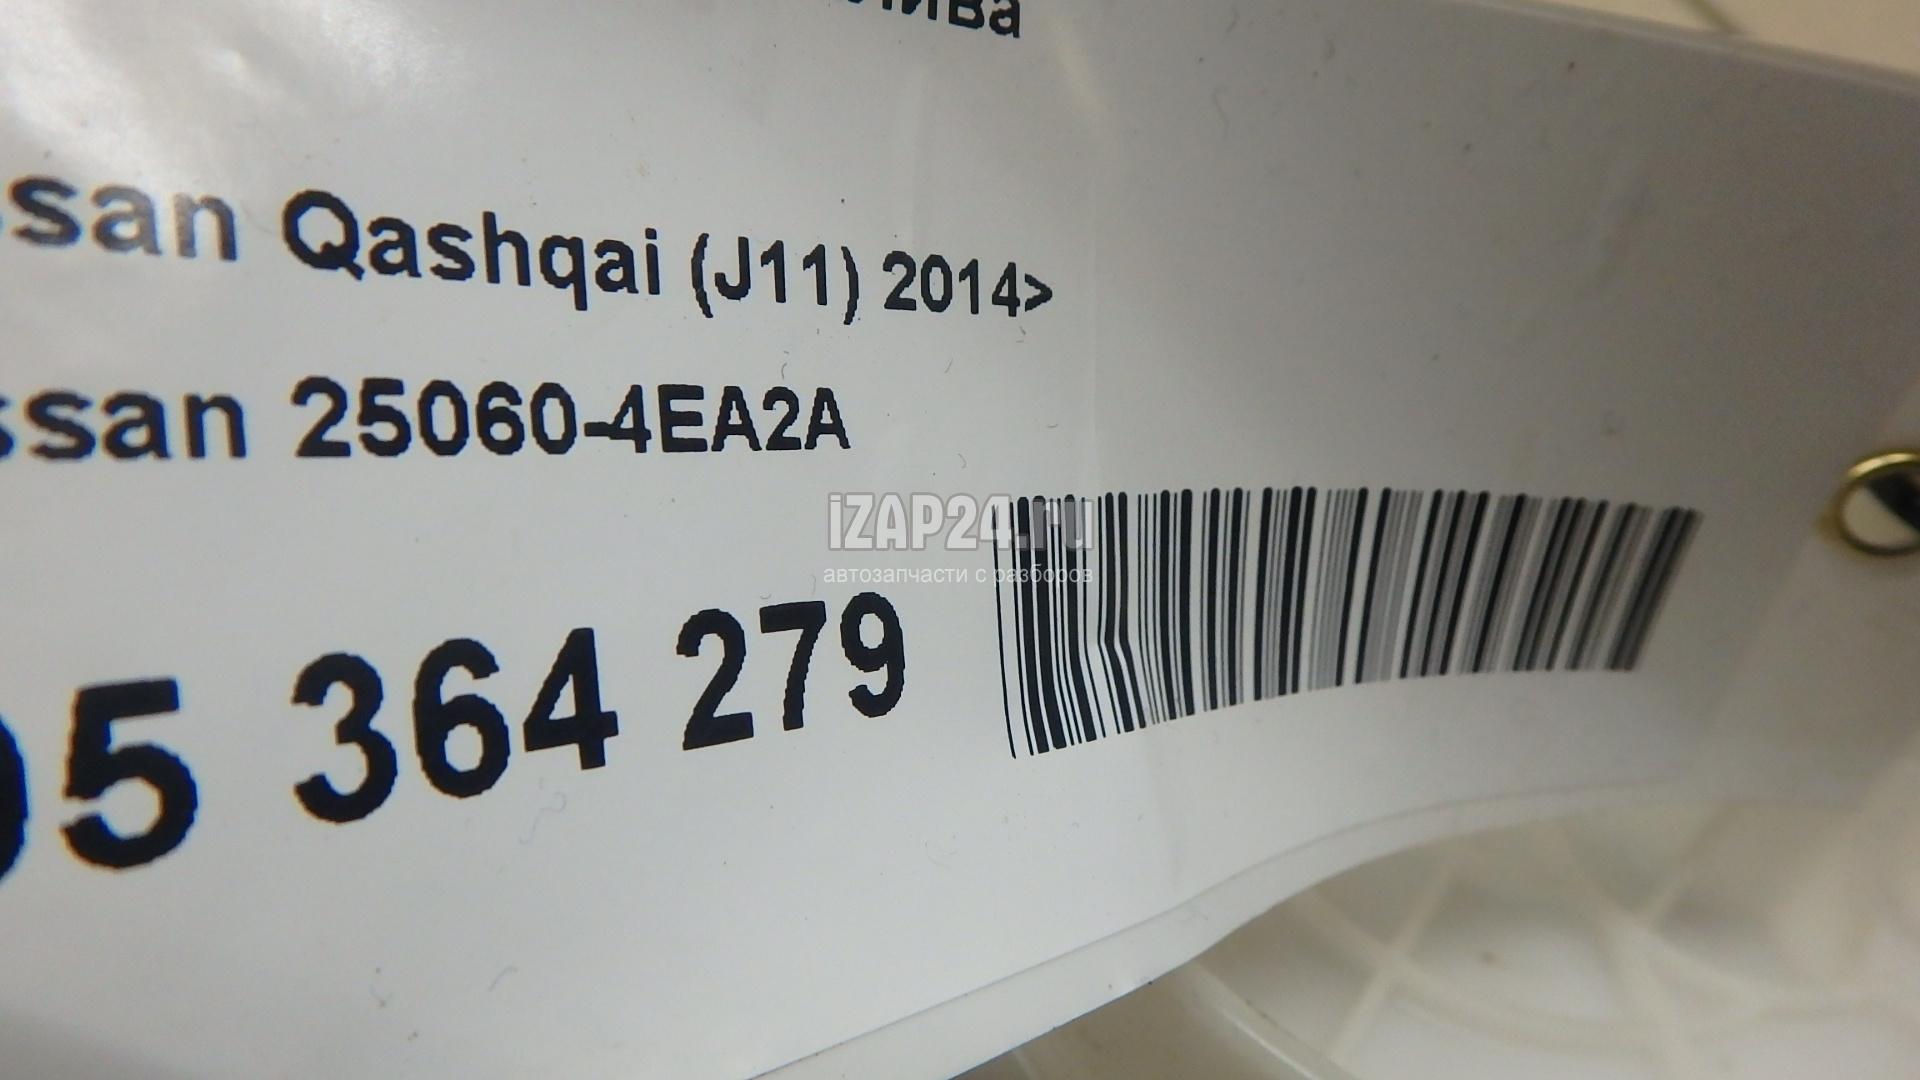 ssan Qashqai (J11) 2014>
ssan 25060-4EA2A
iZAP24.ru
автозапчасти с разборов
5 364 279